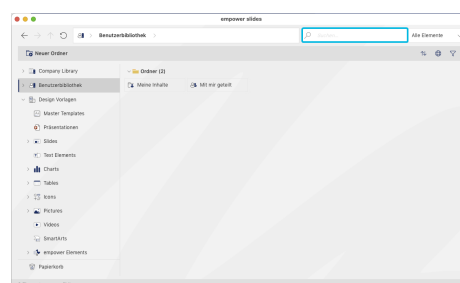 empower slides
Benutzerbibliothek
Alle Elemente
Neuer Ordner
Company Library
Ordner (2)
Benutzerbibliothek
Meine Inhalte
Mit mir geteilt
Design Vorlagen
Master Templates
Präsentationen
Slides
Text Elements
Charts
Tables
Icons
Pictures
Videos
SmartArts
empower Elements
Papierkorb